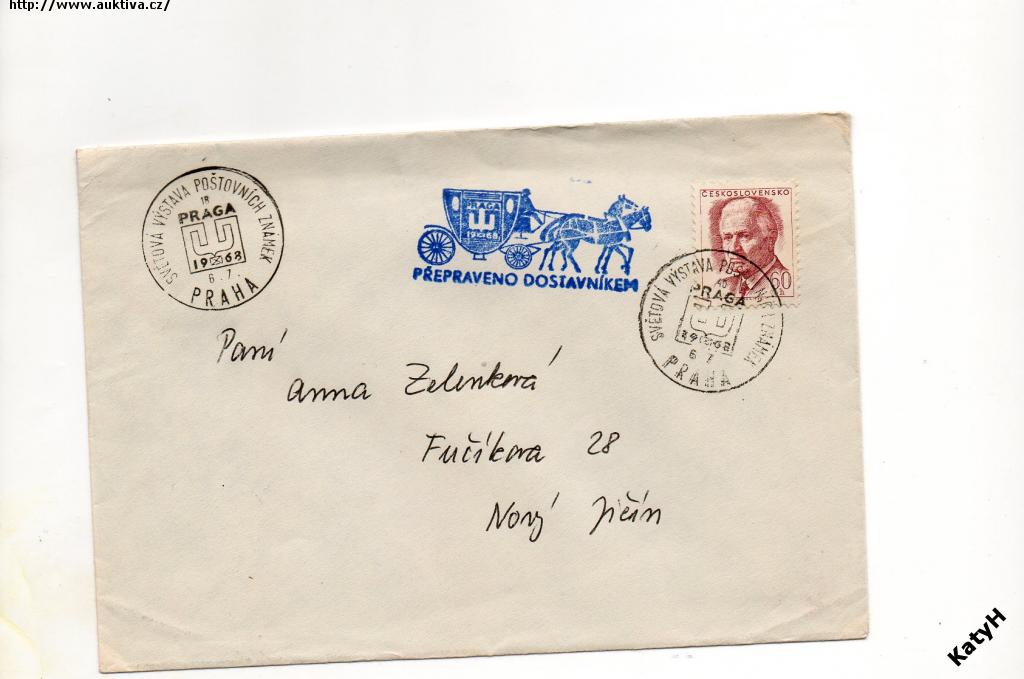 http://www.auktiva.cz/
SVĚTOVÁ VÝSTAVA POŠTOVNÍCH ZNÁMEK
18
PRAGA
1968
6.7.
PRAHA
PRAGA
1968
PŘEPRAVENO DOSTAVNÍKEM
ČESKOSLOVENSKO
60
SVĚTOVÁ VÝSTAVA ZNÁMEK
PRAGA
1968
6 7
PRAHA
Paní
Anna Zelenková
Fučíkova 28
Nový Jičín
KatyH